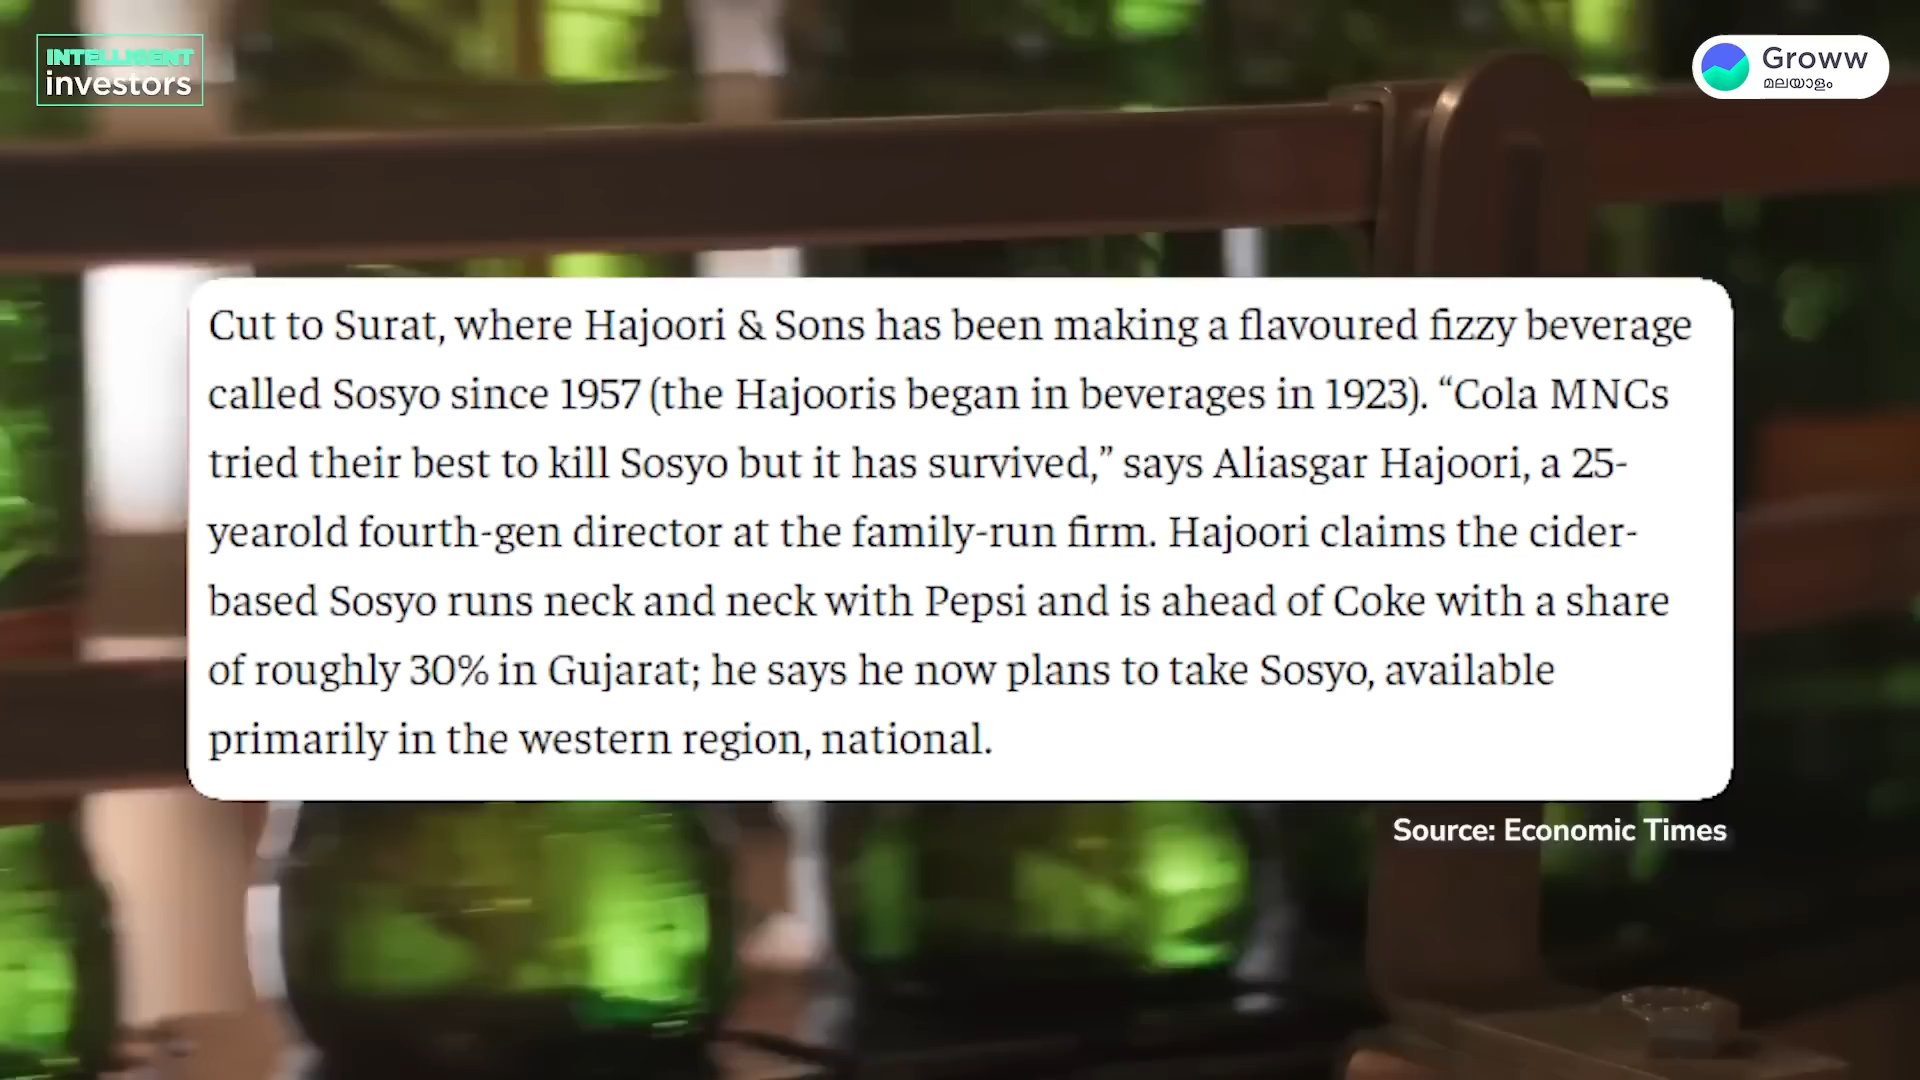 INTELLIGENT
investors
Groww
മലയാളം
Cut to Surat, where Hajoori & Sons has been making a flavoured fizzy beverage
called Sosyo since 1957 (the Hajooris began in beverages in 1923). “Cola MNCs
tried their best to kill Sosyo but it has survived,” says Aliasgar Hajoori, a 25-
yearold fourth-gen director at the family-run firm. Hajoori claims the cider-
based Sosyo runs neck and neck with Pepsi and is ahead of Coke with a share
of roughly 30% in Gujarat; he says he now plans to take Sosyo, available
primarily in the western region, national.
Source: Economic Times